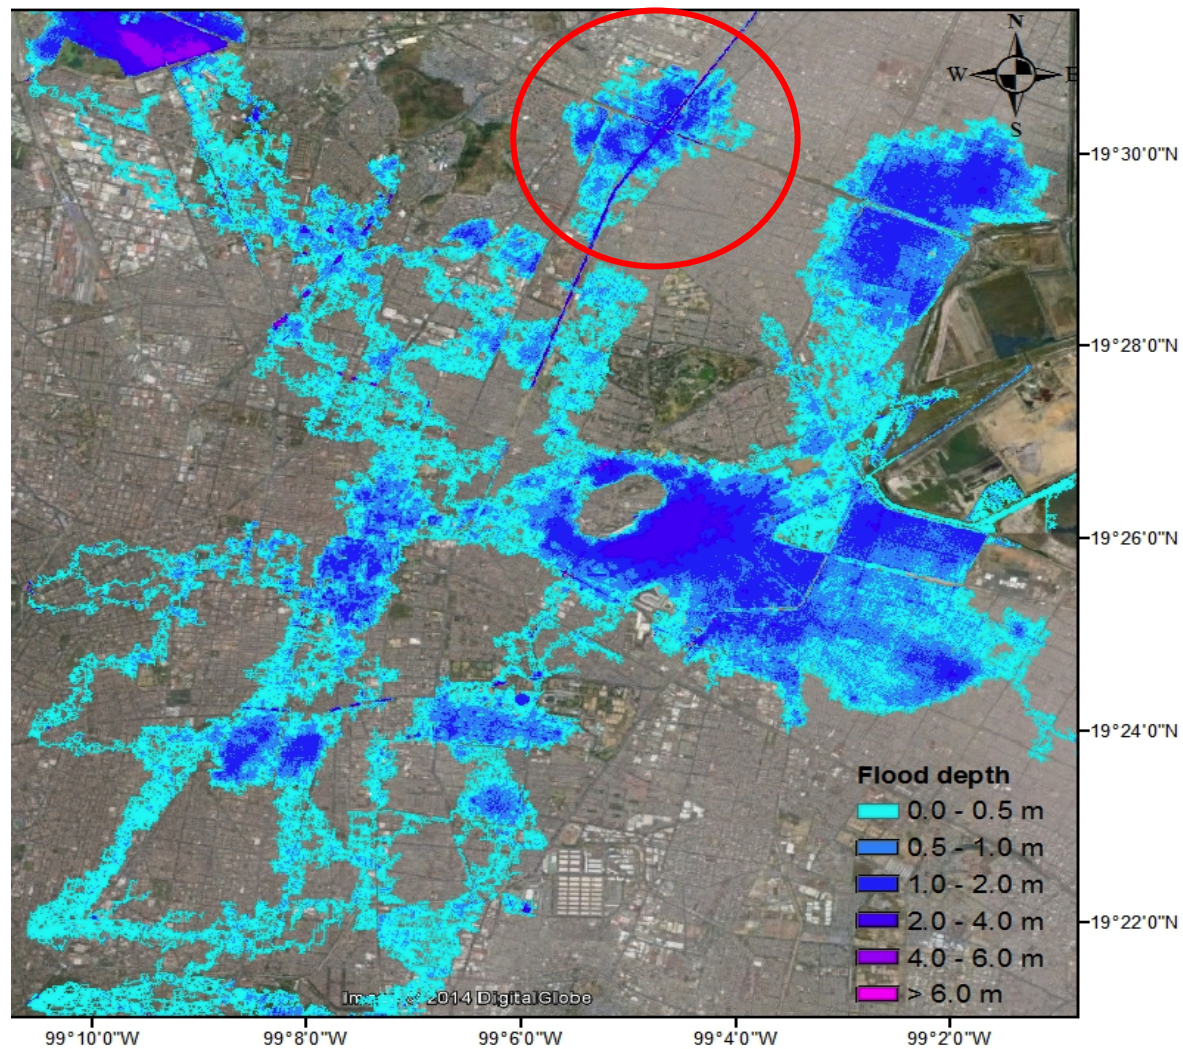 N
W E
S
19°30'0"N
19°28'0"N
19°26'0"N
19°24'0"N
Flood depth
0.0 - 0.5 m
0.5 - 1.0 m
1.0 - 2.0 m
2.0 - 4.0 m
4.0 - 6.0 m
> 6.0 m
19°22'0"N
2014 DigitalGlobe
99°10'0"W 99°8'0"W 99°6'0"W 99°4'0"W 99°2'0"W